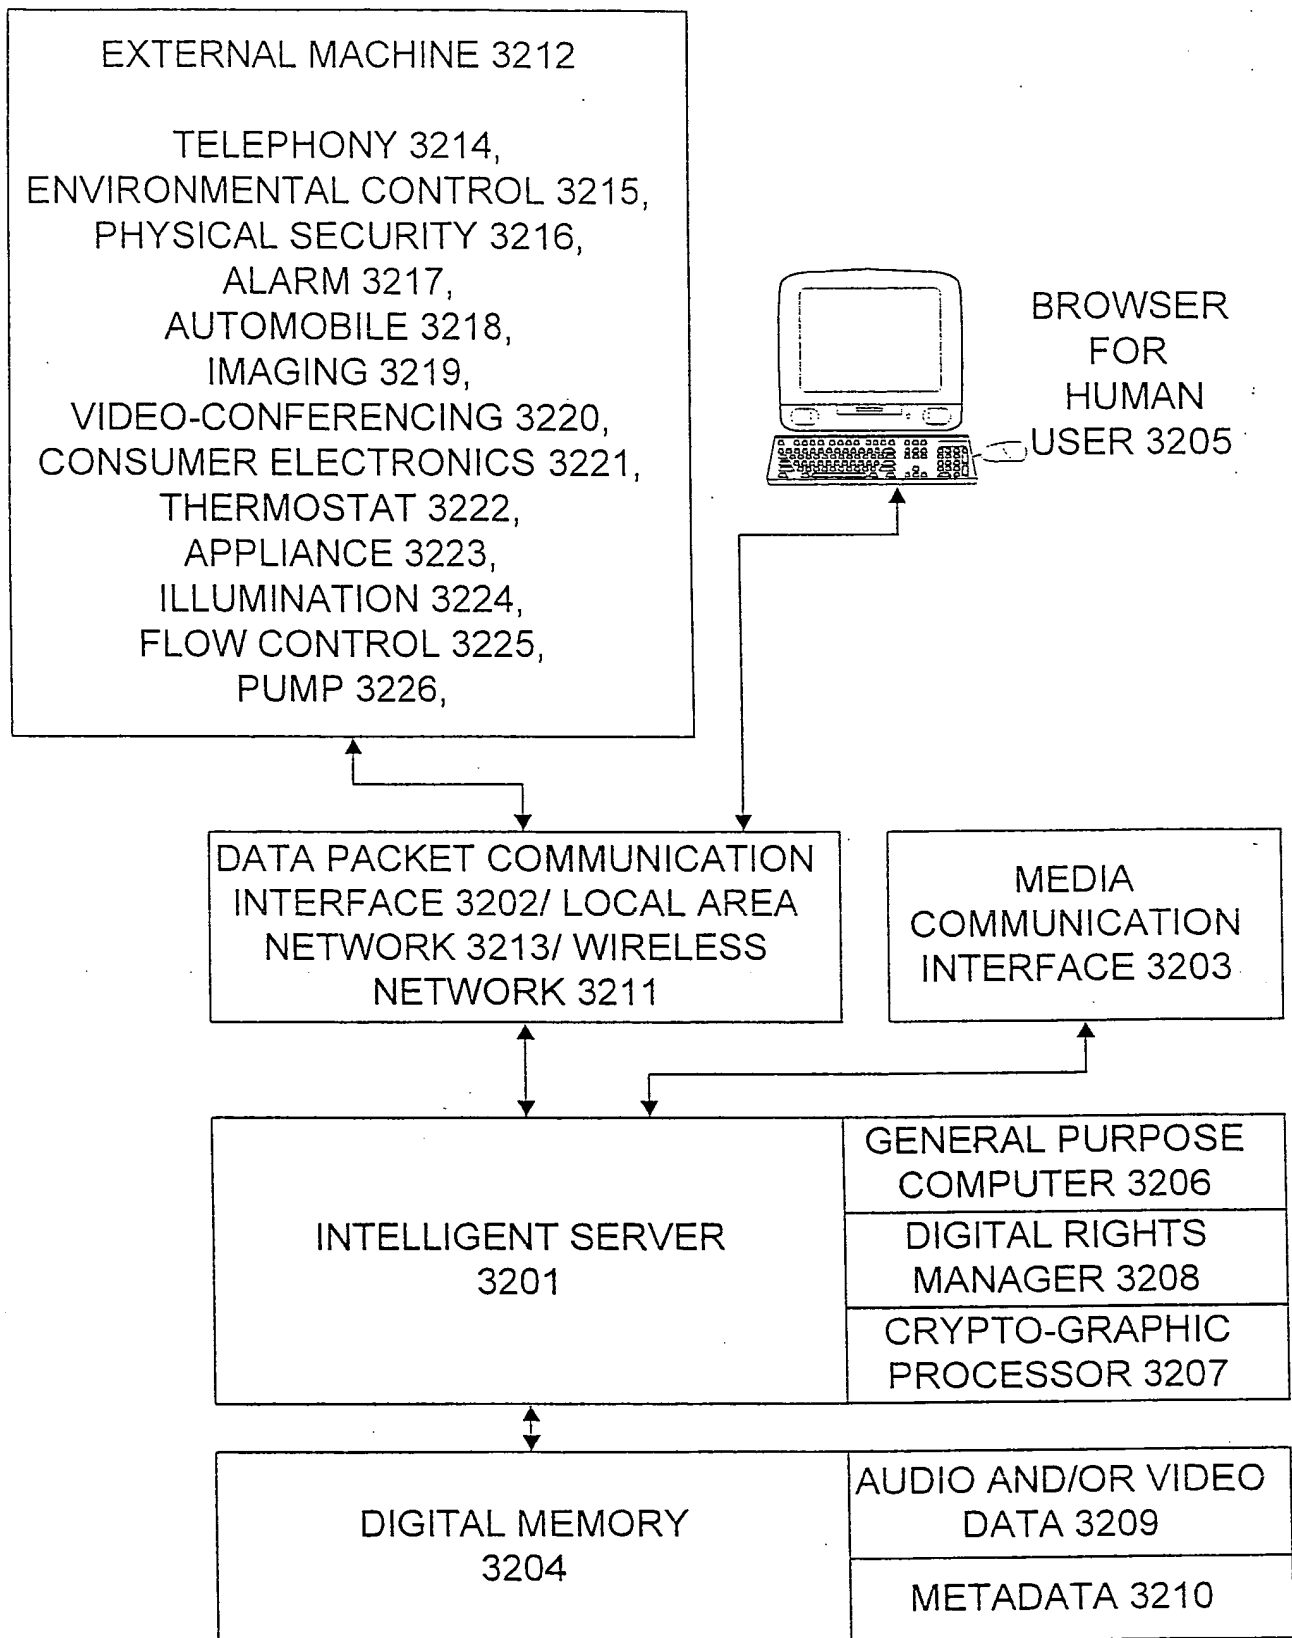 EXTERNAL MACHINE 3212
TELEPHONY 3214,
ENVIRONMENTAL CONTROL 3215,
PHYSICAL SECURITY 3216,
ALARM 3217,
AUTOMOBILE 3218,
IMAGING 3219,
VIDEO-CONFERENCING 3220,
CONSUMER ELECTRONICS 3221,
THERMOSTAT 3222,
APPLIANCE 3223,
ILLUMINATION 3224,
FLOW CONTROL 3225,
PUMP 3226,
BROWSER
FOR
HUMAN
USER 3205
DATA PACKET COMMUNICATION
INTERFACE 3202/ LOCAL AREA
NETWORK 3213/ WIRELESS
NETWORK 3211
MEDIA
COMMUNICATION
INTERFACE 3203
INTELLIGENT SERVER
3201
GENERAL PURPOSE
COMPUTER 3206
DIGITAL RIGHTS
MANAGER 3208
CRYPTO-GRAPHIC
PROCESSOR 3207
DIGITAL MEMORY
3204
AUDIO AND/OR VIDEO
DATA 3209
METADATA 3210